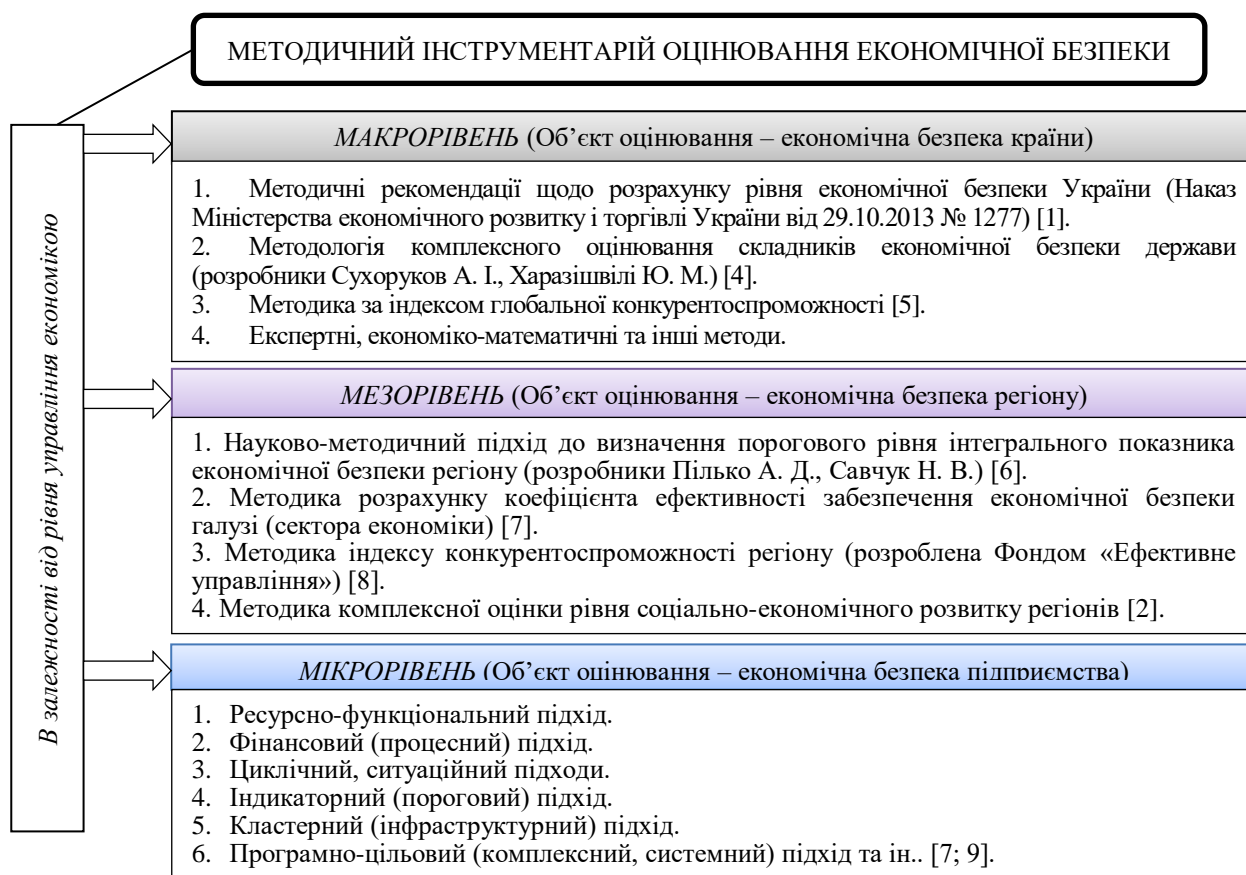 МЕТОДИЧНИЙ ІНСТРУМЕНТАРІЙ ОЦІНЮВАННЯ ЕКОНОМІЧНОЇ БЕЗПЕКИ
В залежності від рівня управління економікою
МАКРОРІВЕНЬ (Об’єкт оцінювання – економічна безпека країни)
1. Методичні рекомендації щодо розрахунку рівня економічної безпеки України (Наказ
Міністерства економічного розвитку і торгівлі України від 29.10.2013 № 1277) [1].
2. Методологія комплексного оцінювання складників економічної безпеки держави
(розробники Сухоруков А. І., Харазішвілі Ю. М.) [4].
3. Методика за індексом глобальної конкурентоспроможності [5].
4. Експертні, економіко-математичні та інші методи.
МЕЗОРІВЕНЬ (Об’єкт оцінювання – економічна безпека регіону)
1. Науково-методичний підхід до визначення порогового рівня інтегрального показника
економічної безпеки регіону (розробники Пілько А. Д., Савчук Н. В.) [6].
2. Методика розрахунку коефіцієнта ефективності забезпечення економічної безпеки
галузі (сектора економіки) [7].
3. Методика індексу конкурентоспроможності регіону (розроблена Фондом «Ефективне
управління») [8].
4. Методика комплексної оцінки рівня соціально-економічного розвитку регіонів [2].
МІКРОРІВЕНЬ (Об’єкт оцінювання – економічна безпека підприємства)
1. Ресурсно-функціональний підхід.
2. Фінансовий (процесний) підхід.
3. Циклічний, ситуаційний підходи.
4. Індикаторний (пороговий) підхід.
5. Кластерний (інфраструктурний) підхід.
6. Програмно-цільовий (комплексний, системний) підхід та ін.. [7; 9].